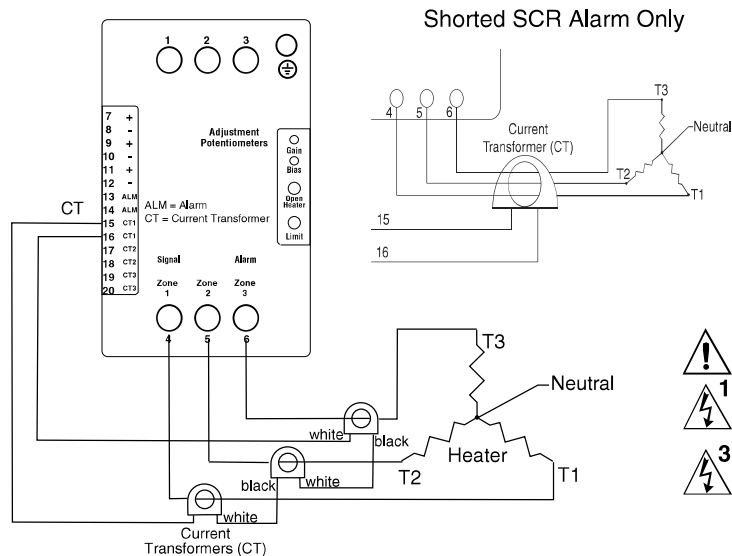 Shorted SCR Alarm Only
1 2 3
7 +
8 -
9 +
10 -
11 +
12 -
13 ALM
14 ALM
15 CT1
16 CT1
17 CT2
18 CT2
19 CT3
20 CT3
CT
ALM = Alarm
CT = Current Transformer
Adjustment
Potentiometers
Gain
Bias
Open
Heater
Limit
Signal
Alarm
Zone
1
Zone
2
Zone
3
4 5 6
4 5 6
Current
Transformer (CT)
T3
Neutral
T2
T1
15
16
T3
Neutral
Heater
T2
T1
white
black
black
white
white
Current
Transformers (CT)
1
3